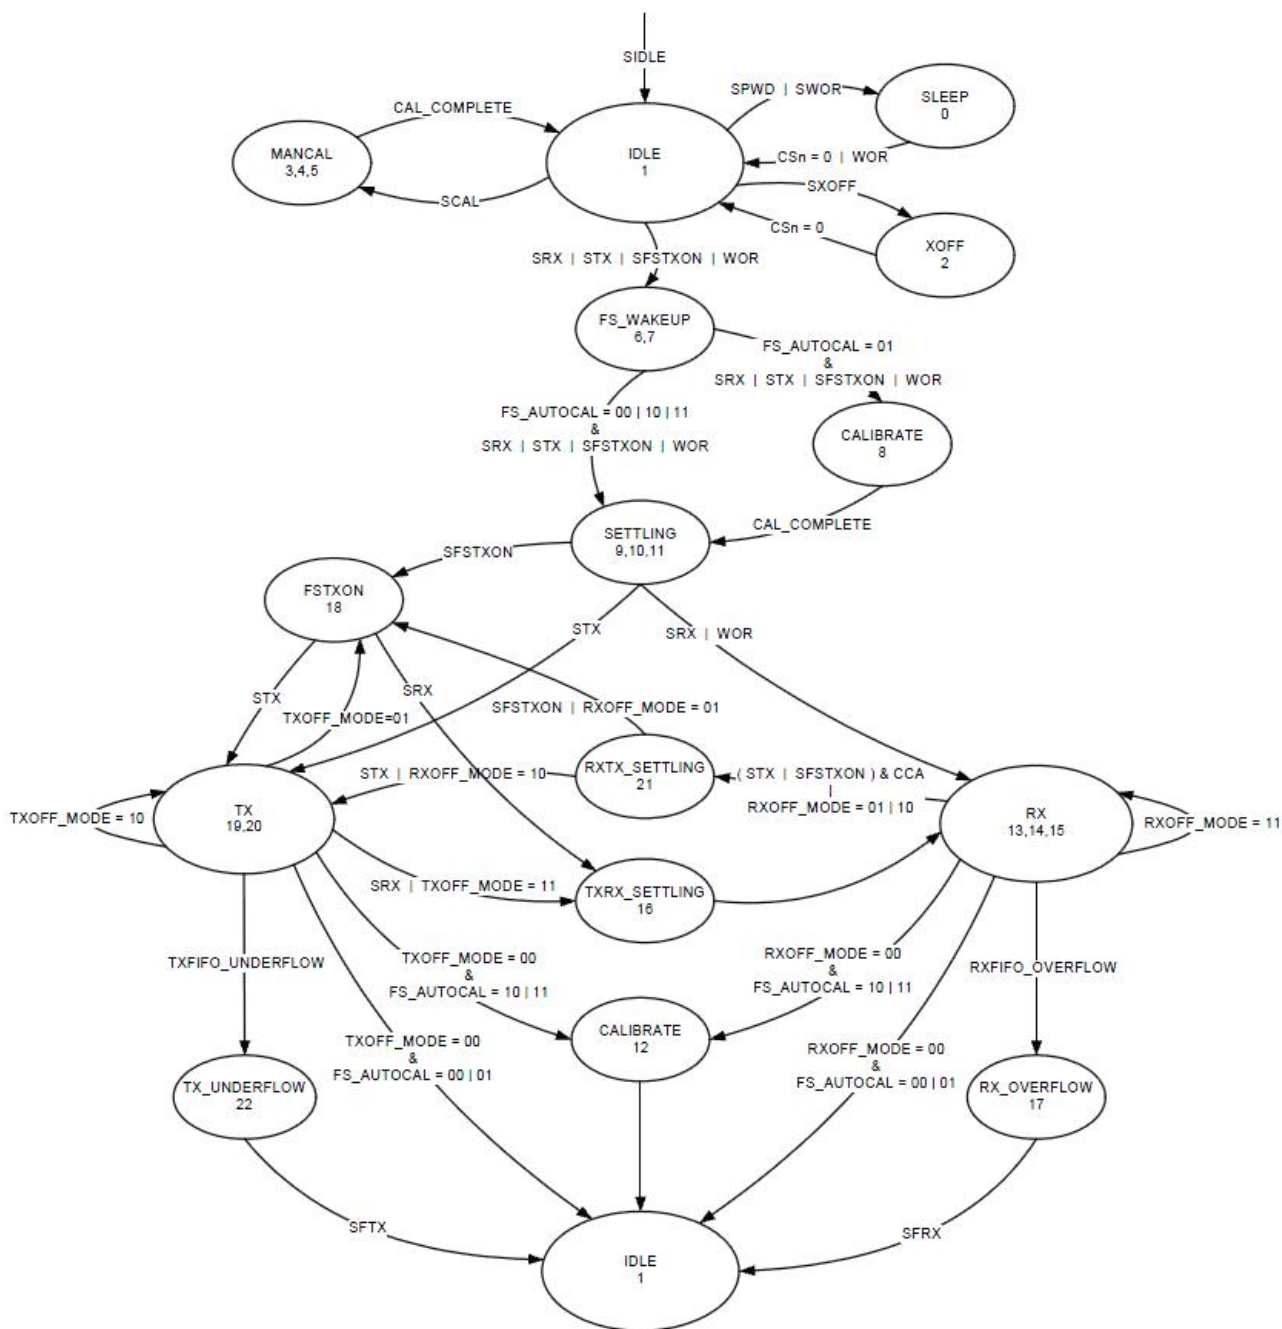 SIDLE
SPWD | SWOR
SLEEP
0
CAL_COMPLETE
MANCAL
3,4,5
IDLE
1
CSn = 0 | WOR
SCAL
SXOFF
CSn = 0
XOFF
2
SRX | STX | SFSTXON | WOR
FS_WAKEUP
6,7
FS_AUTOCAL = 01
&
SRX | STX | SFSTXON | WOR
FS_AUTOCAL = 00 | 10 | 11
&
SRX | STX | SFSTXON | WOR
CALIBRATE
8
CAL_COMPLETE
SETTLING
9,10,11
SFSTXON
FSTXON
18
STX
SRX | WOR
STX
SRX
TXOFF_MODE=01
SFSTXON | RXOFF_MODE = 01
RXTX_SETTLING
21
STX | RXOFF_MODE = 10
( STX | SFSTXON ) & CCA
|
RXOFF_MODE = 01 | 10
TXOFF_MODE = 10
TX
19,20
RX
13,14,15
RXOFF_MODE = 11
SRX | TXOFF_MODE = 11
TXRX_SETTLING
16
TXFIFO_UNDERFLOW
TXOFF_MODE = 00
&
FS_AUTOCAL = 10 | 11
RXOFF_MODE = 00
&
FS_AUTOCAL = 10 | 11
RXFIFO_OVERFLOW
CALIBRATE
12
TXOFF_MODE = 00
&
FS_AUTOCAL = 00 | 01
RXOFF_MODE = 00
&
FS_AUTOCAL = 00 | 01
TX_UNDERFLOW
22
RX_OVERFLOW
17
SFTX
SFRX
IDLE
1